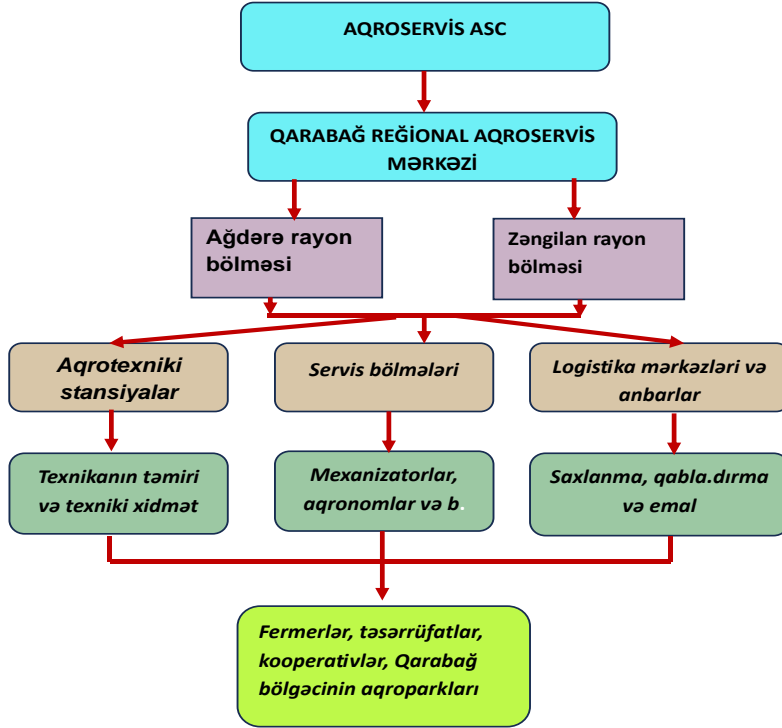 AQROSERVİS ASC
QARABAĞ REĞİONAL AQROSERVİS
MƏRKƏZİ
Ağdərə rayon
bölməsi
Zəngilan rayon
bölməsi
Aqrotexniki
stansiyalar
Servis bölmələri
Logistika mərkəzləri və
anbarlar
Texnikanın təmiri
və texniki xidmət
Mexanizatorlar,
aqronomlar və b.
Saxlanma, qabla.dırma
və emal
Fermerlər, təsərrüfatlar,
kooperativlər, Qarabağ
bölgəcinin aqroparkları